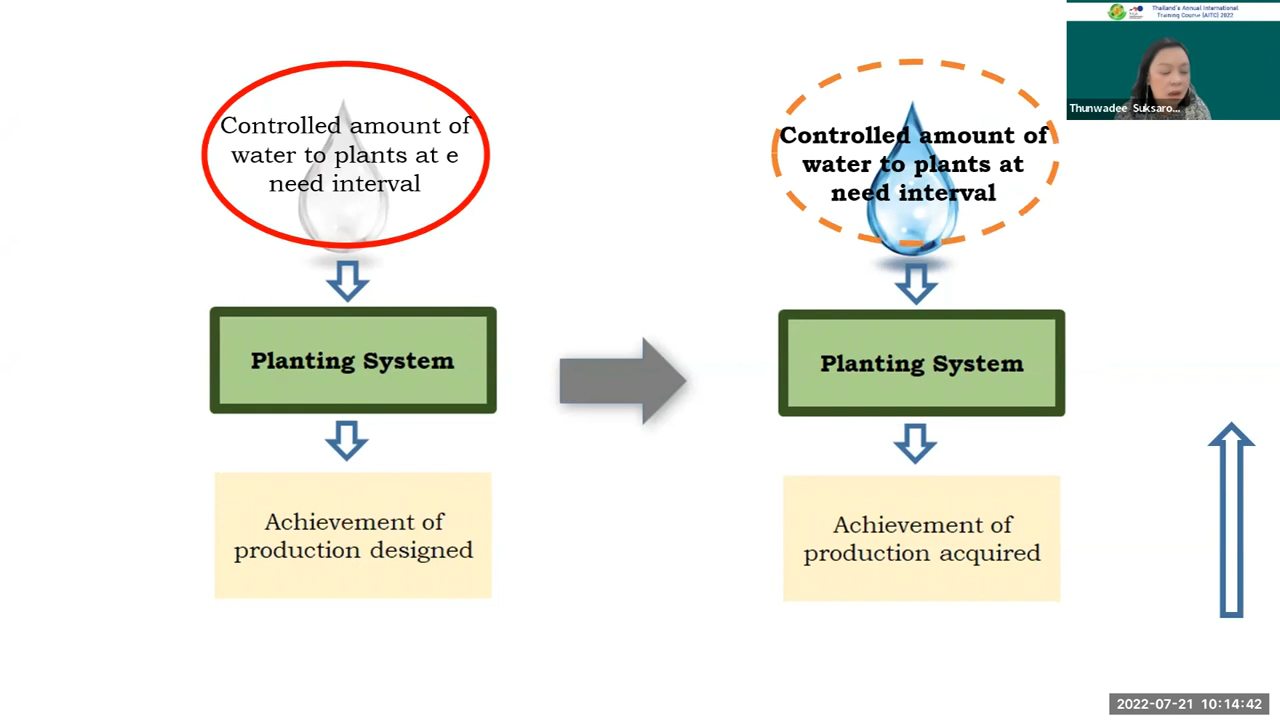 Thailand's Annual International
Training Course (AITC) 2022
Thunwadee Suksaro...
Controlled amount of
water to plants at e
need interval
Planting System
Achievement of
production designed
Controlled amount of
water to plants at
need interval
Planting System
Achievement of
production acquired
2022-07-21 10:14:42